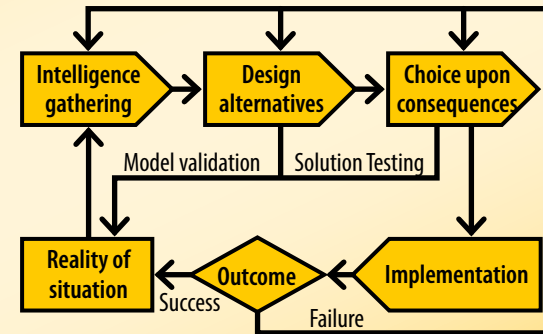 Intelligence
gathering
Design
alternatives
Choice upon
consequences
Model validation
Solution Testing
Reality of
situation
Outcome
Implementation
Success
Failure